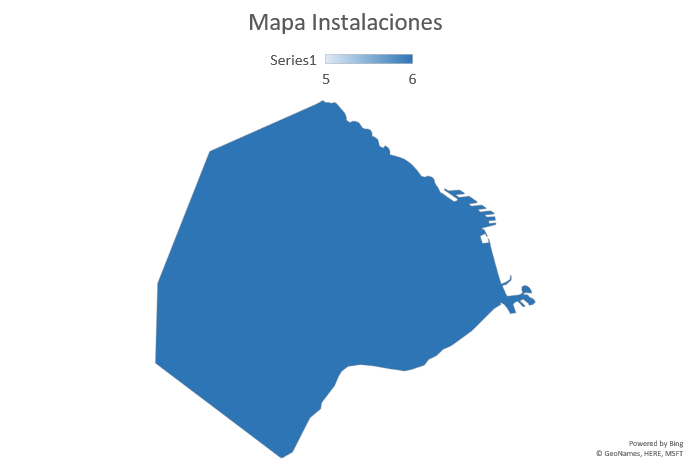 Mapa Instalaciones
Series1
5 6
Powered by Bing
© GeoNames, HERE, MSFT